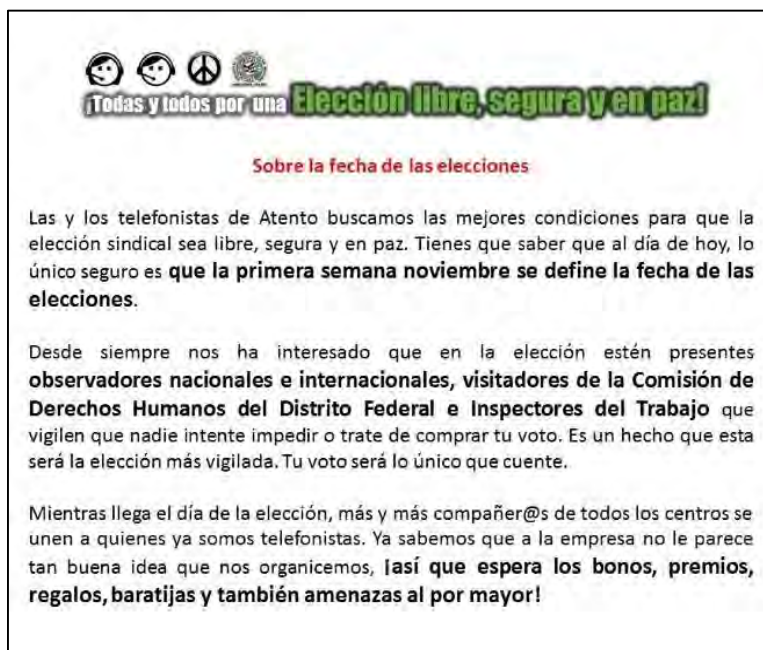 ¡Todas y todos por una Elección libre, segura y en paz!
Sobre la fecha de las elecciones
Las y los telefonistas de Atento buscamos las mejores condiciones para que la
elección sindical sea libre, segura y en paz. Tienes que saber que al día de hoy, lo
único seguro es que la primera semana noviembre se define la fecha de las
elecciones.
Desde siempre nos ha interesado que en la elección estén presentes
observadores nacionales e internacionales, visitadores de la Comisión de
Derechos Humanos del Distrito Federal e Inspectores del Trabajo que
vigilen que nadie intente impedir o trate de comprar tu voto. Es un hecho que esta
será la elección más vigilada. Tu voto será lo único que cuente.
Mientras llega el día de la elección, más y más compañer@s de todos los centros se
unen a quienes ya somos telefonistas. Ya sabemos que a la empresa no le parece
tan buena idea que nos organicemos, ¡así que espera los bonos, premios,
regalos, baratijas y también amenazas al por mayor!